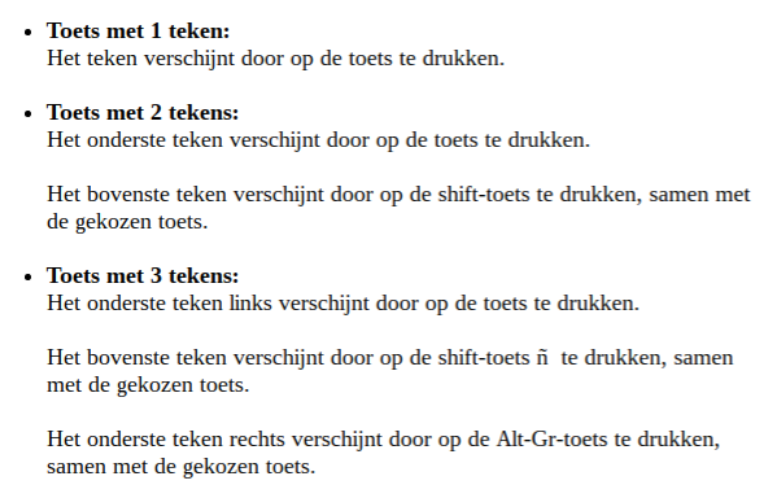 • Toets met 1 teken:
Het teken verschijnt door op de toets te drukken.
• Toets met 2 tekens:
Het onderste teken verschijnt door op de toets te drukken.
Het bovenste teken verschijnt door op de shift-toets te drukken, samen met
de gekozen toets.
• Toets met 3 tekens:
Het onderste teken links verschijnt door op de toets te drukken.
Het bovenste teken verschijnt door op de shift-toets ñ  te drukken, samen
met de gekozen toets.
Het onderste teken rechts verschijnt door op de Alt-Gr-toets te drukken,
samen met de gekozen toets.